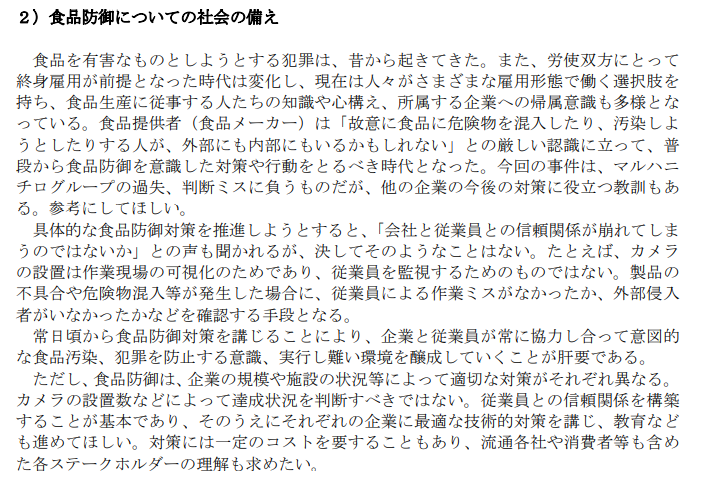 ２）食品防御についての社会の備え
食品を有害なものとしようとする犯罪は、昔から起きてきた。また、労使双方にとって
終身雇用が前提となった時代は変化し、現在は人々がさまざまな雇用形態で働く選択肢を
持ち、食品生産に従事する人たちの知識や心構え、所属する企業への帰属意識も多様とな
っている。食品提供者（食品メーカー）は「故意に食品に危険物を混入したり、汚染しよ
うとしたりする人が、外部にも内部にもいるかもしれない」との厳しい認識に立って、普
段から食品防御を意識した対策や行動をとるべき時代となった。今回の事件は、マルハニ
チログループの過失、判断ミスに負うものだが、他の企業の今後の対策に役立つ教訓もあ
る。参考にしてほしい。
具体的な食品防御対策を推進しようとすると、「会社と従業員との信頼関係が崩れてしま
うのではないか」との声も聞かれるが、決してそのようなことはない。たとえば、カメラ
の設置は作業現場の可視化のためであり、従業員を監視するためのものではない。製品の
不具合や危険物混入等が発生した場合に、従業員による作業ミスがなかったか、外部侵入
者がいなかったかなどを確認する手段となる。
常日頃から食品防御対策を講じることにより、企業と従業員が常に協力し合って意図的
な食品汚染、犯罪を防止する意識、実行し難い環境を醸成していくことが肝要である。
ただし、食品防御は、企業の規模や施設の状況等によって適切な対策がそれぞれ異なる。
カメラの設置数などによって達成状況を判断すべきではない。従業員との信頼関係を構築
することが基本であり、そのうえにそれぞれの企業に最適な技術的対策を講じ、教育など
も進めてほしい。対策には一定のコストを要することもあり、流通各社や消費者等も含め
た各ステークホルダーの理解も求めたい。